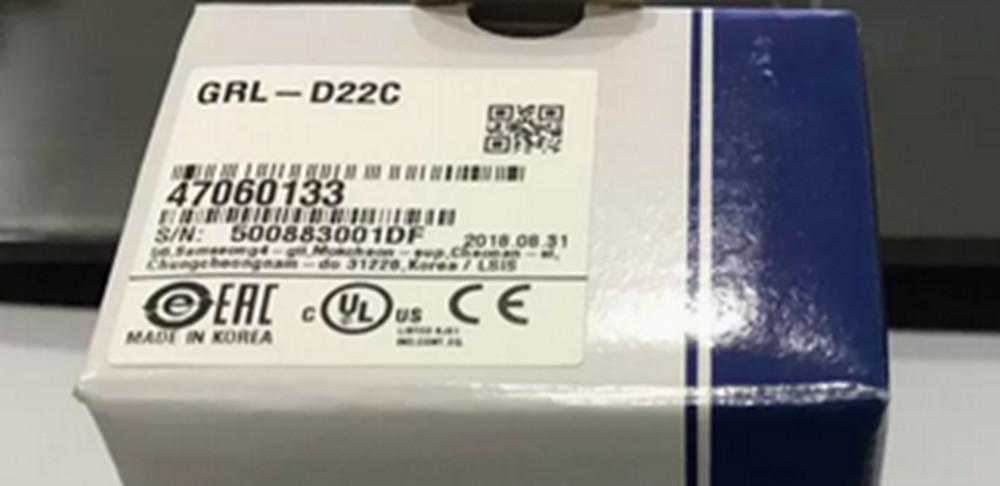 GRL-D22C
47060133
S/N: 500883001DF 2018.08.31
Chungcheongnam-do 31226, Korea / LSIS
EAC C UL US CE
MADE IN KOREA